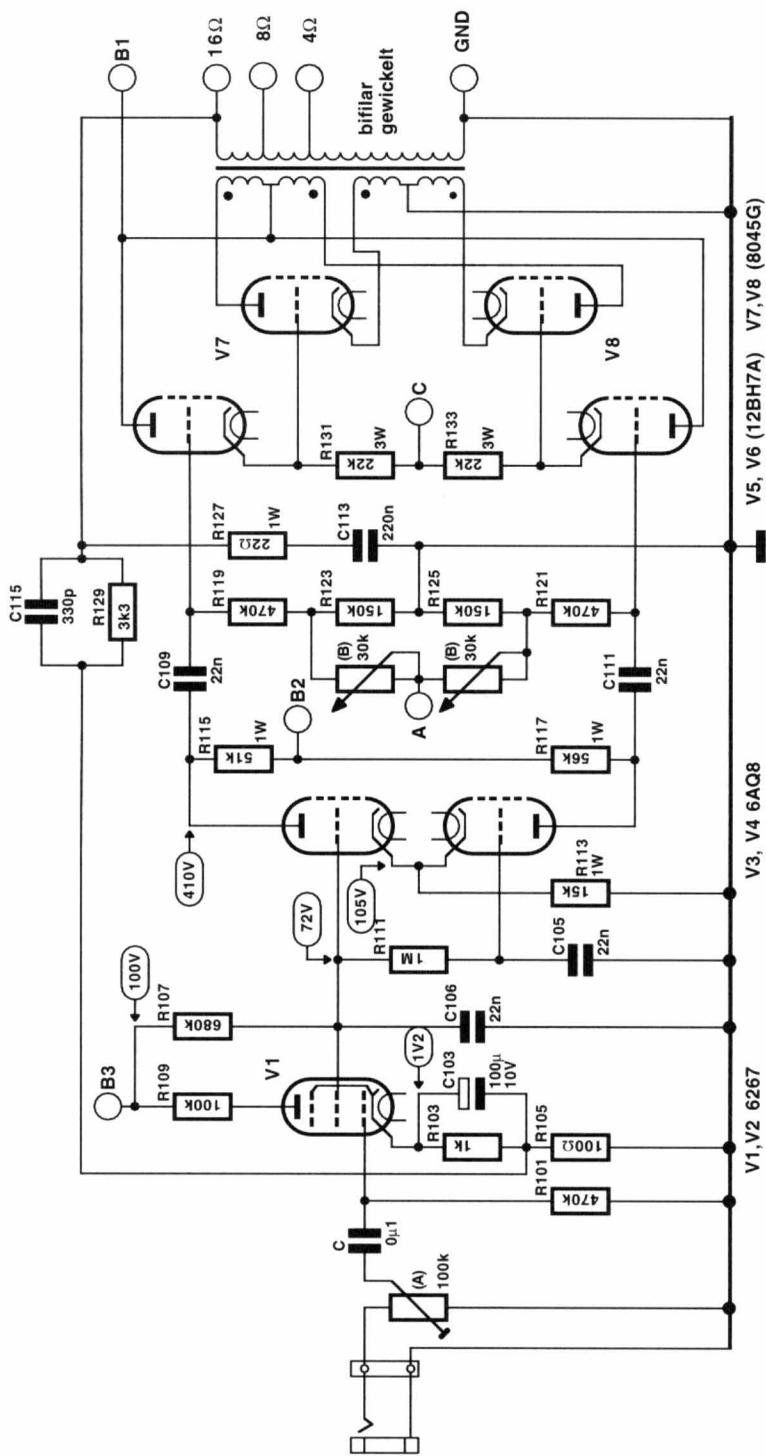 B1
16Ω
8Ω
4Ω
GND
bifilar
gewickelt
C115
330p
R129
3k3
V7
V8
R131
22k
3W
C
R133
22k
3W
R127
22Ω
1W
C113
220n
R119
470k
R123
150k
R125
150k
R121
470k
(B)
30k
(B)
30k
A
C109
22n
C111
22n
R115
51k
1W
B2
R117
56k
1W
410V
105V
72V
R113
15k
1W
R111
1M
C105
22n
100V
R107
680k
C106
22n
B3
R109
100k
V1
1V2
C103
100µ
10V
R103
1k
R105
100Ω
R101
470k
C
0µ1
(A)
100k
V1,V2 6267
V3, V4 6AQ8
V5, V6 (12BH7A)
V7,V8 (8045G)